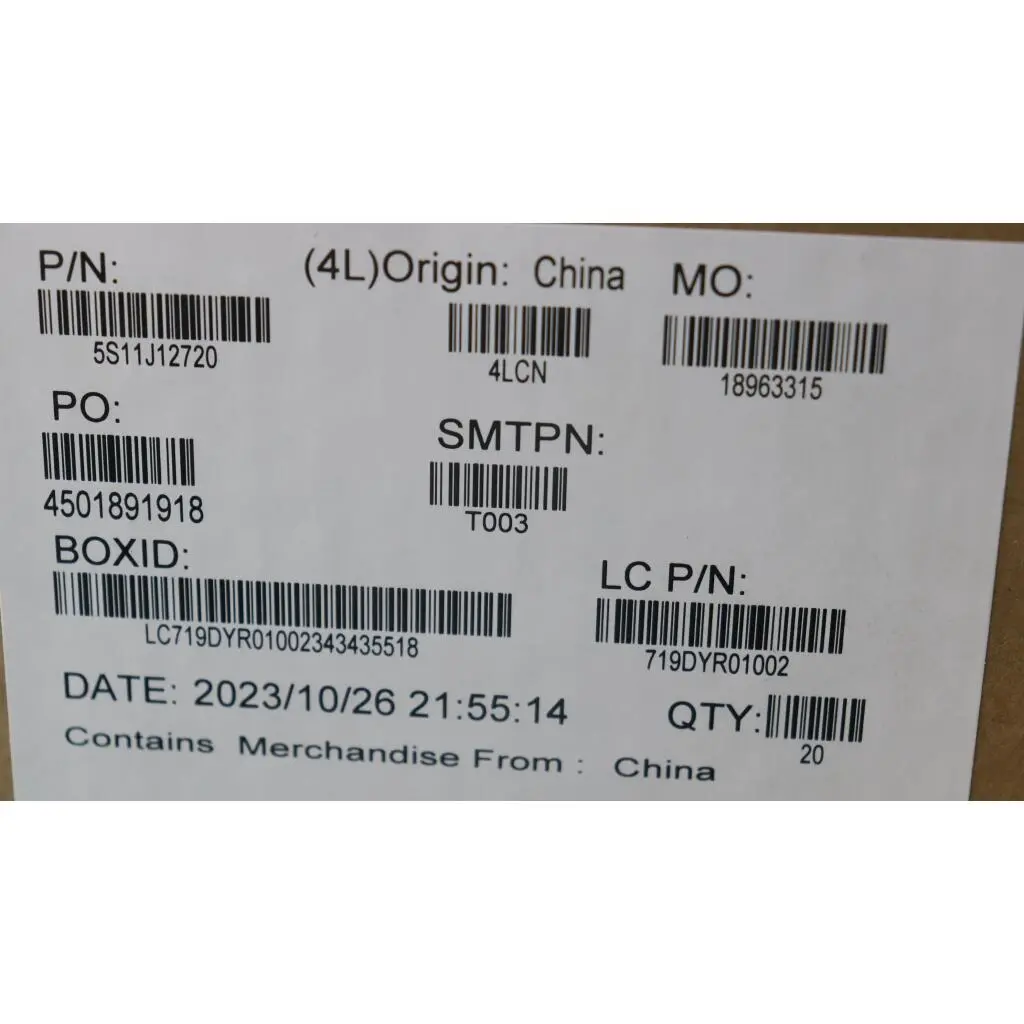 P/N: (4L)Origin: China MO:
5S11J12720 4LCN 18963315
PO: SMTPN:
4501891918 T003
BOXID: LC P/N:
LC719DYR01002343435518 719DYR01002
DATE: 2023/10/26 21:55:14 QTY:
20
Contains Merchandise From : China